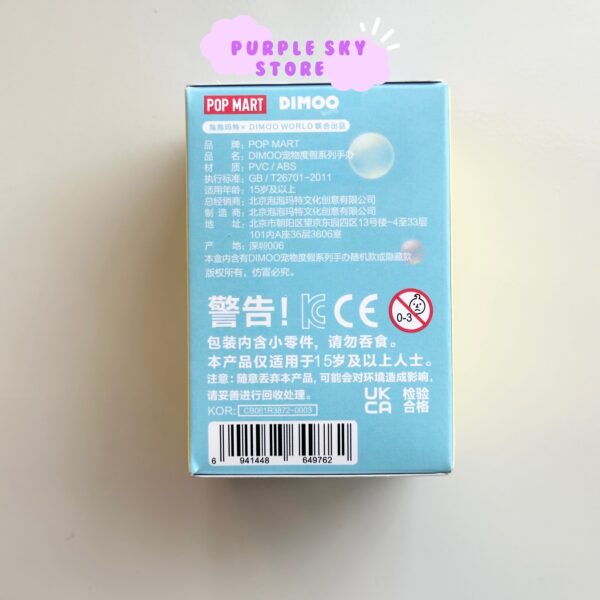 PURPLE SKY
STORE
POP MART DIMOO
泡泡玛特 × DIMOO WORLD 联合出品
品 牌: POP MART
品 名: DIMOO宠物度假系列手办
材 质: PVC / ABS
执行标准: GB / T26701-2011
适用年龄: 15岁及以上
总经销商: 北京泡泡玛特文化创意有限公司
制 造 商: 北京泡泡玛特文化创意有限公司
地 址: 北京市朝阳区望京东园四区13号楼-4至33层
101内A座36层3606室
产 地: 深圳006
本盒内含有DIMOO宠物度假系列手办随机款或隐藏款
版权所有，仿冒必究。
警告! KC CE 0-3
包装内含小零件，请勿吞食。
本产品仅适用于15岁及以上人士。
注意: 随意丢弃本产品, 可能会对环境造成影响,
请妥善进行回收处理。
UK CA 检验合格
KOR: CB061R3872-0003
6 941448 649762